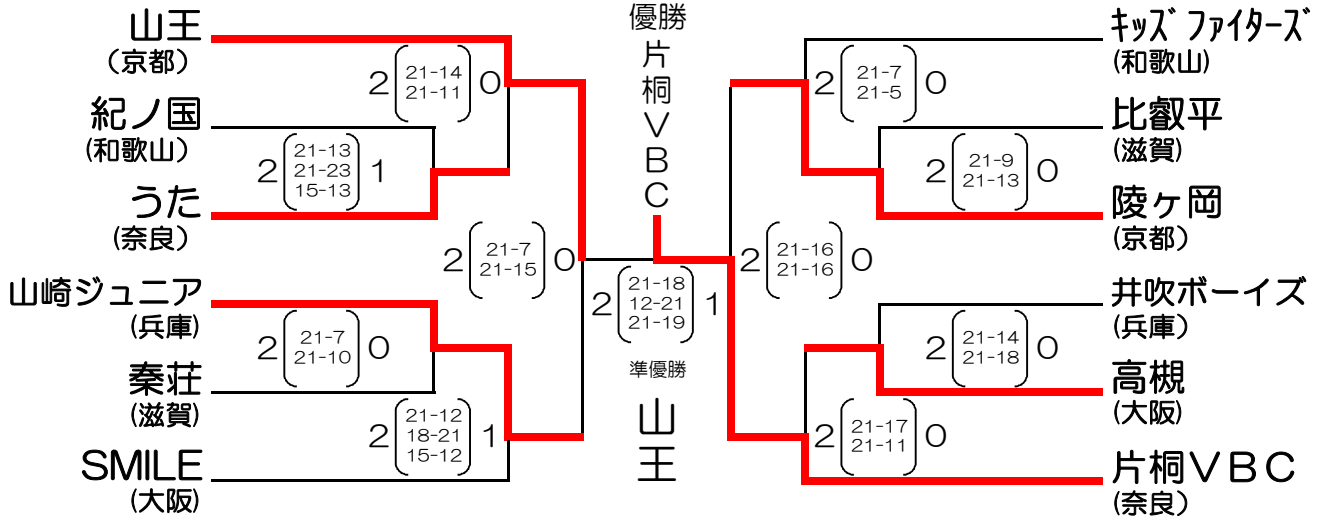 優勝
片桐ＶＢＣ
山王
（京都）
紀ノ国
(和歌山）
うた
(奈良）
山崎ジュニア
(兵庫)
秦荘
(滋賀)
SMILE
(大阪)
2 21-14 0
21-11
2 21-13 1
21-23
15-13
2 21-7 0
21-15
2 21-7 0
21-10
2 21-12 1
18-21
15-12
2 21-18 1
12-21
21-19
準優勝
山王
2 21-7 0
21-5
2 21-9 0
21-13
2 21-16 0
21-16
2 21-14 0
21-18
2 21-17 0
21-11
ｷｯｽﾞﾌｧｲﾀｰｽﾞ
(和歌山)
比叡平
(滋賀)
陵ヶ岡
(京都）
井吹ボーイズ
(兵庫）
高槻
(大阪)
片桐ＶＢＣ
(奈良）